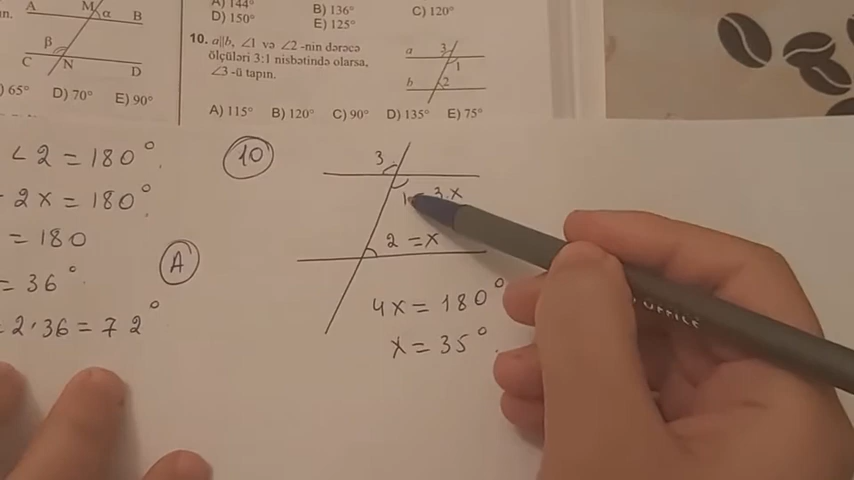 A M α B
β
C N D
) 65° D) 70° E) 90°
A) 144° B) 136° C) 120°
D) 150° E) 125°
10. a||b, ∠1 və ∠2 -nin dərəcə
ölçüləri 3:1 nisbətində olarsa,
∠3 -ü tapın.
a 3 1
b 2
A) 115° B) 120° C) 90° D) 135° E) 75°
< 2 = 180°.
2x = 180°.
= 180
= 36°.
= 2·36 = 72°
A
10
3
1 = 3.x
2 = x
4x = 180°
x = 35°.